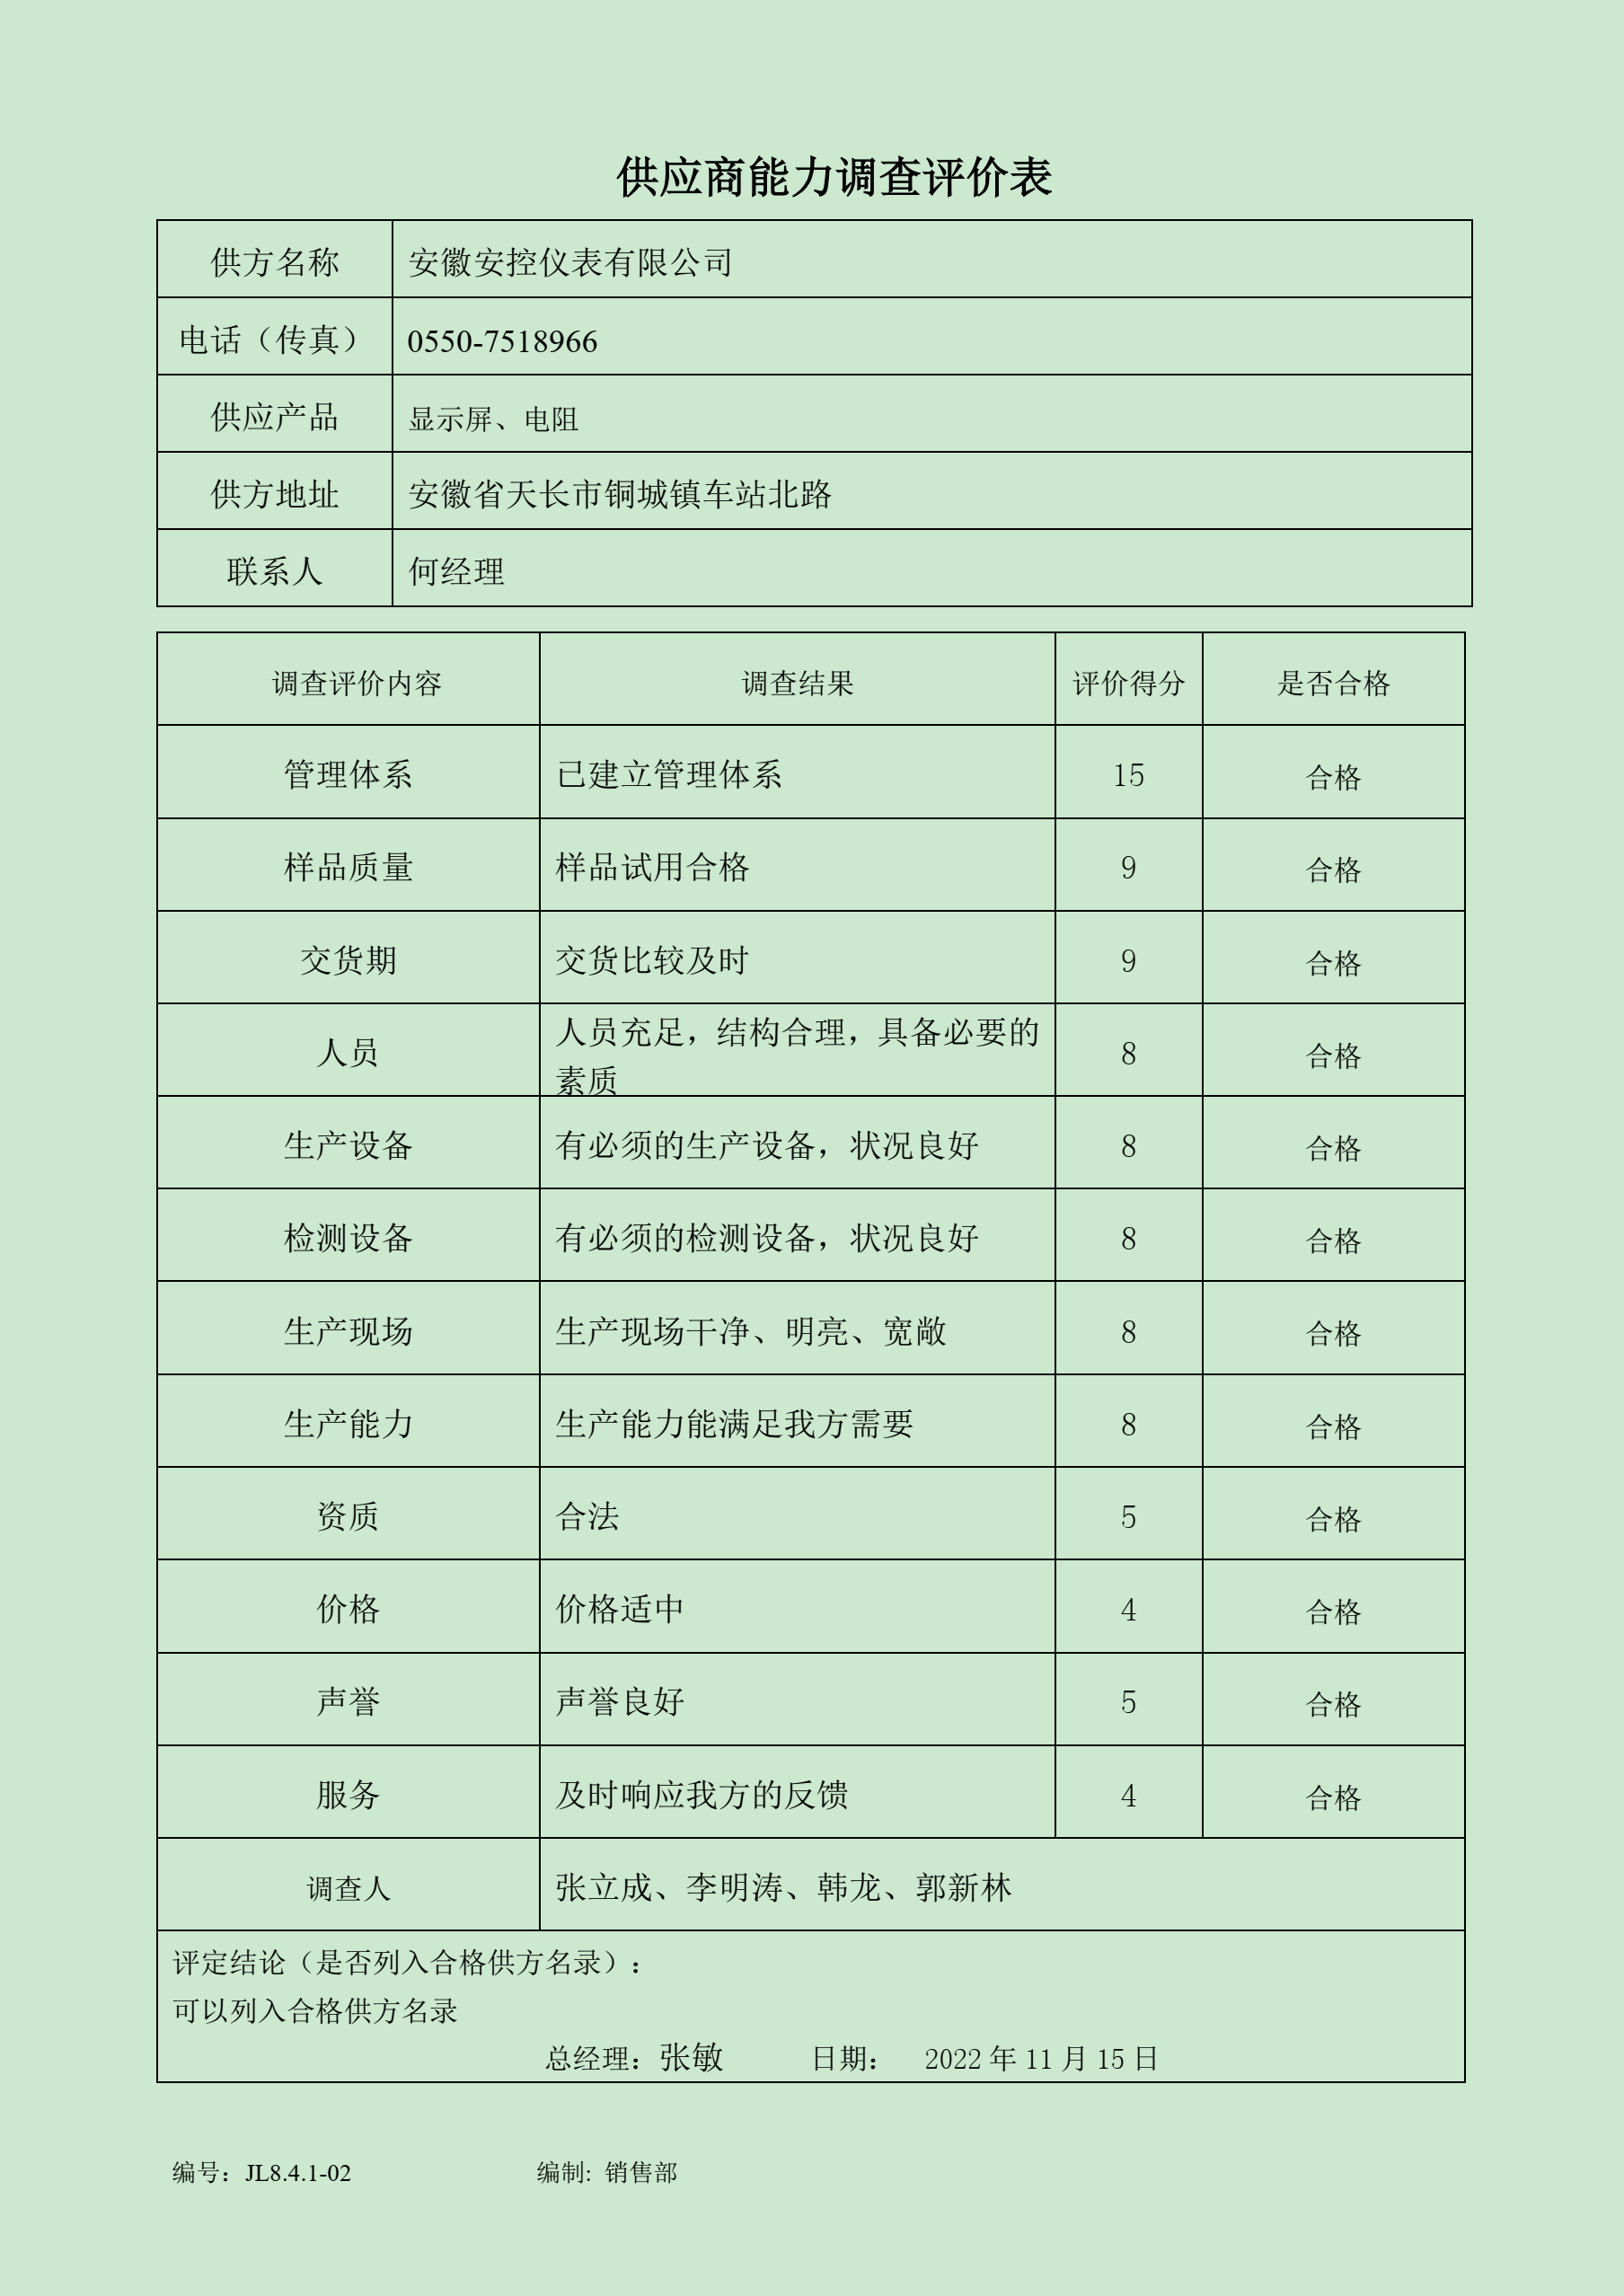 供应商能力调查评价表
供方名称 安徽安控仪表有限公司
电话（传真） 0550-7518966
供应产品 显示屏、电阻
供方地址 安徽省天长市铜城镇车站北路
联系人 何经理
调查评价内容 调查结果 评价得分 是否合格
管理体系 已建立管理体系 15 合格
样品质量 样品试用合格 9 合格
交货期 交货比较及时 9 合格
人员 人员充足，结构合理，具备必要的 8 合格
素质
生产设备 有必须的生产设备，状况良好 8 合格
检测设备 有必须的检测设备，状况良好 8 合格
生产现场 生产现场干净、明亮、宽敞 8 合格
生产能力 生产能力能满足我方需要 8 合格
资质 合法 5 合格
价格 价格适中 4 合格
声誉 声誉良好 5 合格
服务 及时响应我方的反馈 4 合格
调查人 张立成、李明涛、韩龙、郭新林
评定结论（是否列入合格供方名录）：
可以列入合格供方名录
总经理：张敏 日期： 2022 年 11 月 15 日
编号：JL8.4.1-02 编制: 销售部